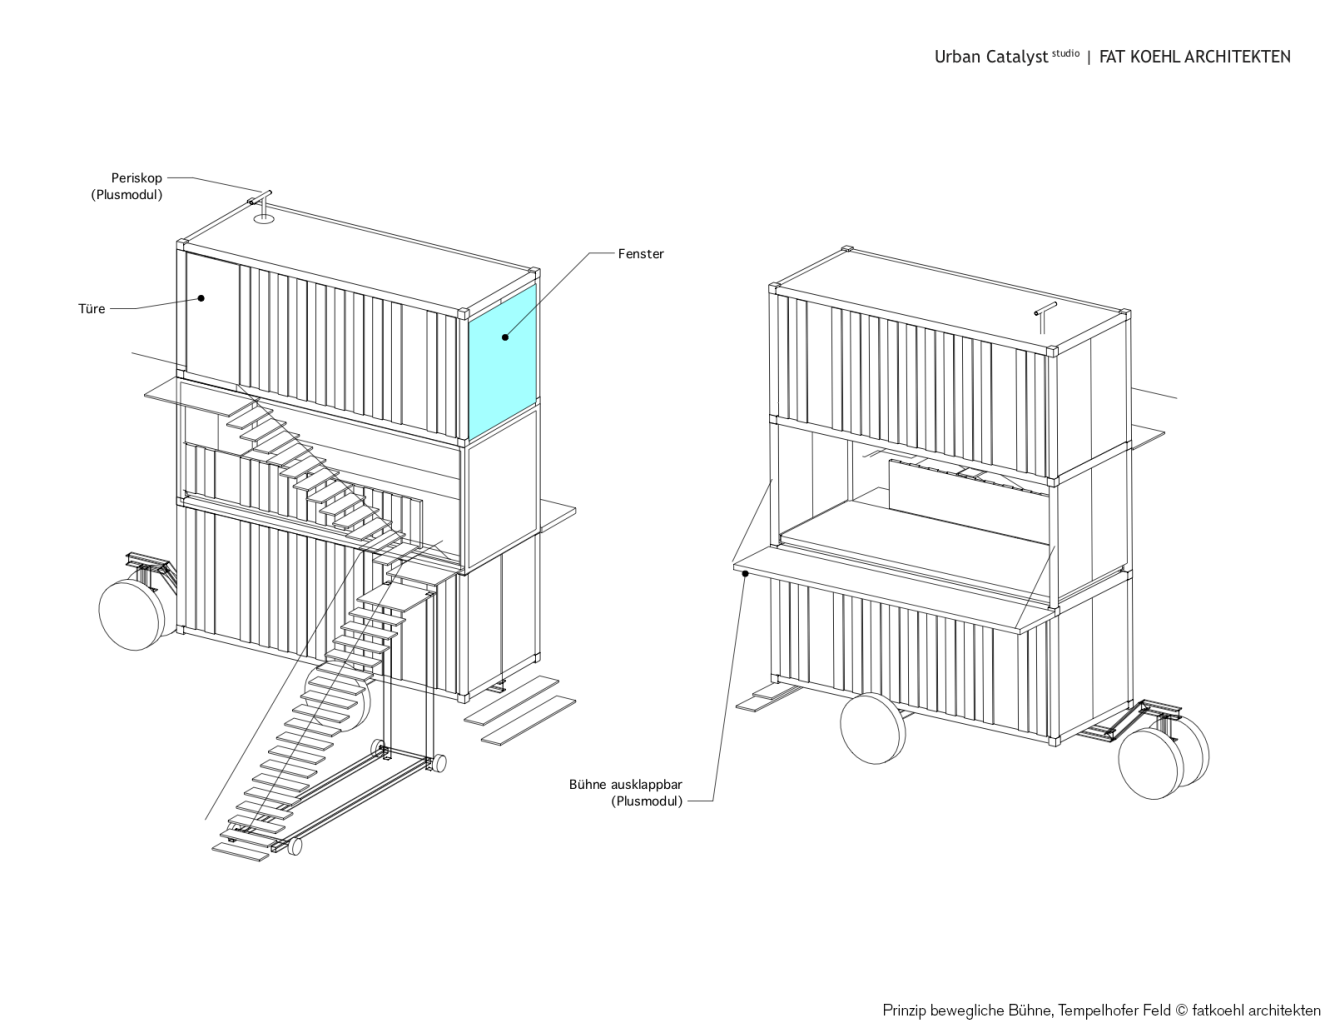 Urban Catalyst studio | FAT KOEHL ARCHITEKTEN
Periskop
(Plusmodul)
Fenster
Türe
Bühne ausklappbar
(Plusmodul)
Prinzip bewegliche Bühne, Tempelhofer Feld © fatkoehl architekten